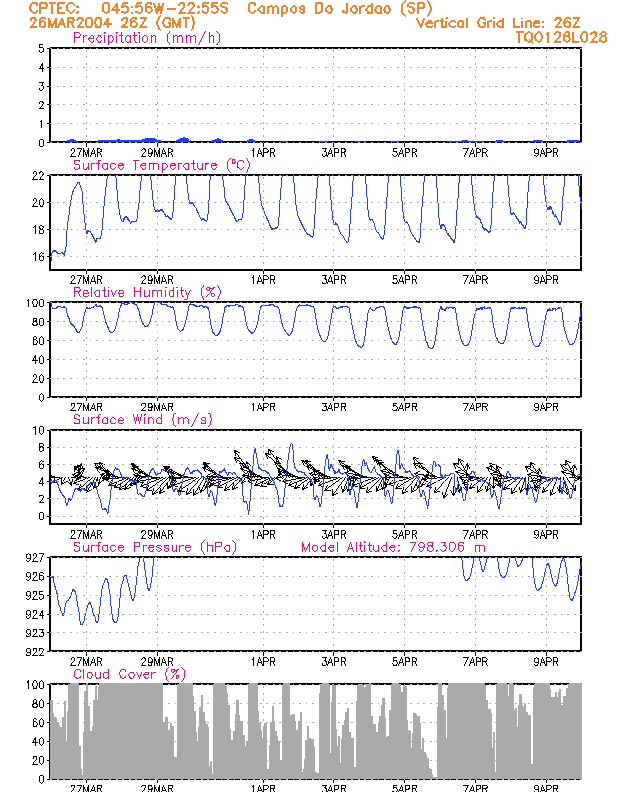 CPTEC: 045:56W-22:55S Campos Do Jordao (SP)
26MAR2004 26Z (GMT) Vertical Grid Line: 26Z
Precipitation (mm/h) TQ0126L028
5
4
3
2
1
0
27MAR 29MAR 1APR 3APR 5APR 7APR 9APR
Surface Temperature (ºC)
22
20
18
16
27MAR 29MAR 1APR 3APR 5APR 7APR 9APR
Relative Humidity (%)
100
80
60
40
20
0
27MAR 29MAR 1APR 3APR 5APR 7APR 9APR
Surface Wind (m/s)
10
8
6
4
2
0
27MAR 29MAR 1APR 3APR 5APR 7APR 9APR
Surface Pressure (hPa) Model Altitude: 798.306 m
927
926
925
924
923
922
27MAR 29MAR 1APR 3APR 5APR 7APR 9APR
Cloud Cover (%)
100
80
60
40
20
0
27MAR 29MAR 1APR 3APR 5APR 7APR 9APR